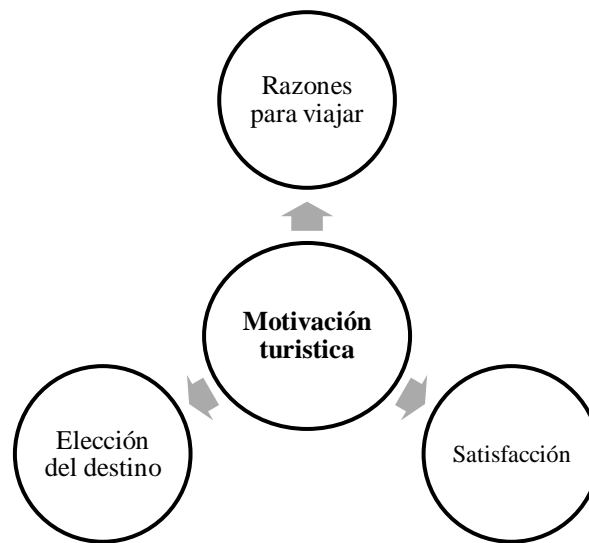 Razones
para viajar
Motivación
turistica
Elección
del destino
Satisfacción